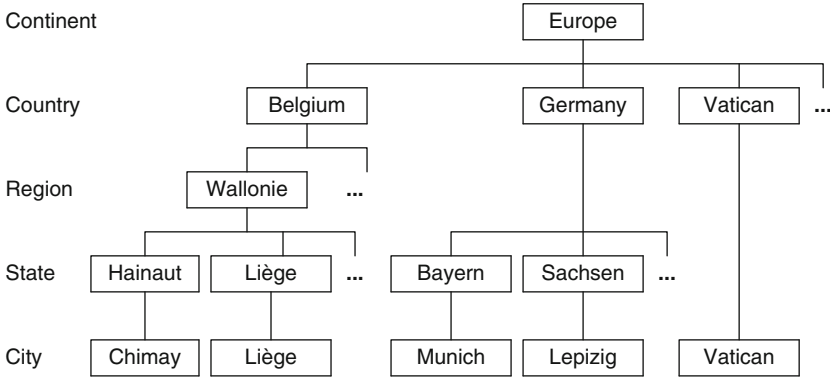 Continent Europe
Country Belgium Germany Vatican ...
Region Wallonie ...
State Hainaut Liège ... Bayern Sachsen ...
City Chimay Liège Munich Lepizig Vatican